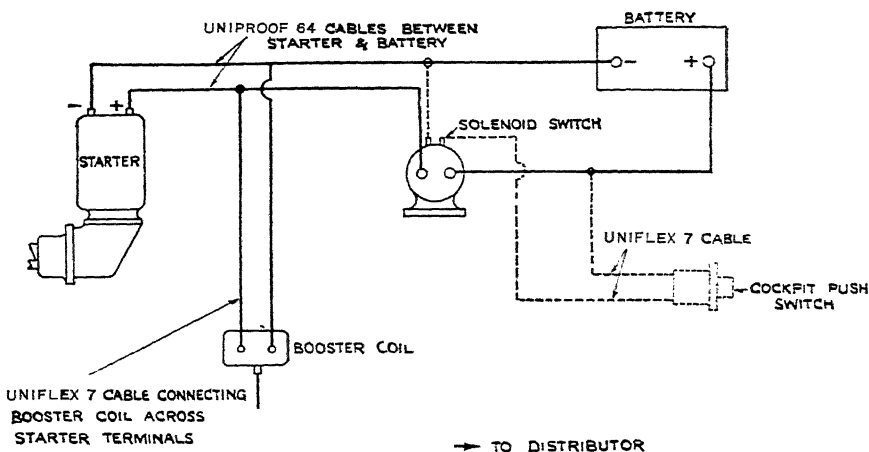 BATTERY
UNIPROOF 64 CABLES BETWEEN
STARTER & BATTERY
- +
- +
SOLENOID SWITCH
STARTER
UNIFLEX 7 CABLE
COCKPIT PUSH
SWITCH
BOOSTER COIL
UNIFLEX 7 CABLE CONNECTING
BOOSTER COIL ACROSS
STARTER TERMINALS
→ TO DISTRIBUTOR